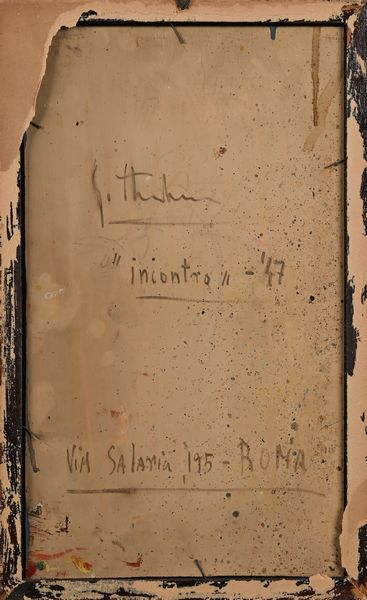 "incontro" - '47
Via Salaria 195 - ROMA